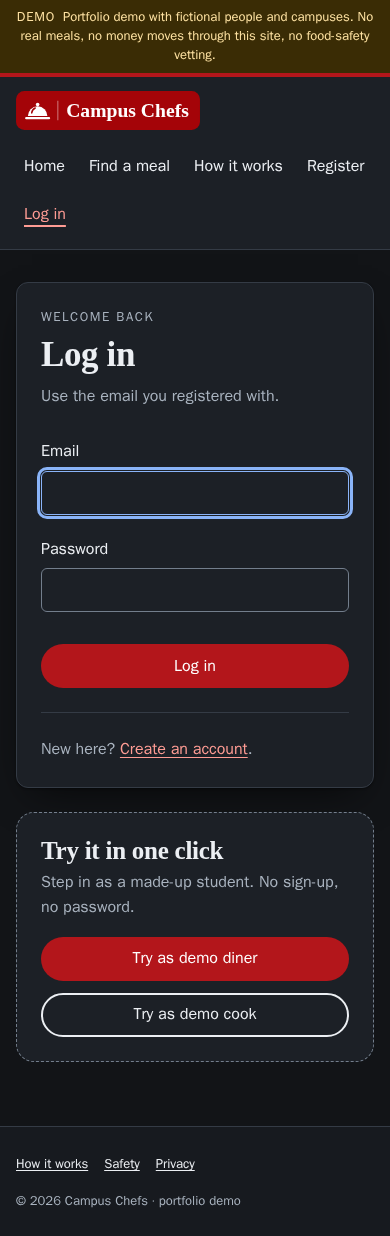 DEMO Portfolio demo with fictional people and campuses. No
real meals, no money moves through this site, no food-safety
vetting.
Campus Chefs
Home Find a meal How it works Register
Log in
WELCOME BACK
Log in
Use the email you registered with.
Email
Password
Log in
New here? Create an account.
Try it in one click
Step in as a made-up student. No sign-up,
no password.
Try as demo diner
Try as demo cook
How it works Safety Privacy
© 2026 Campus Chefs · portfolio demo